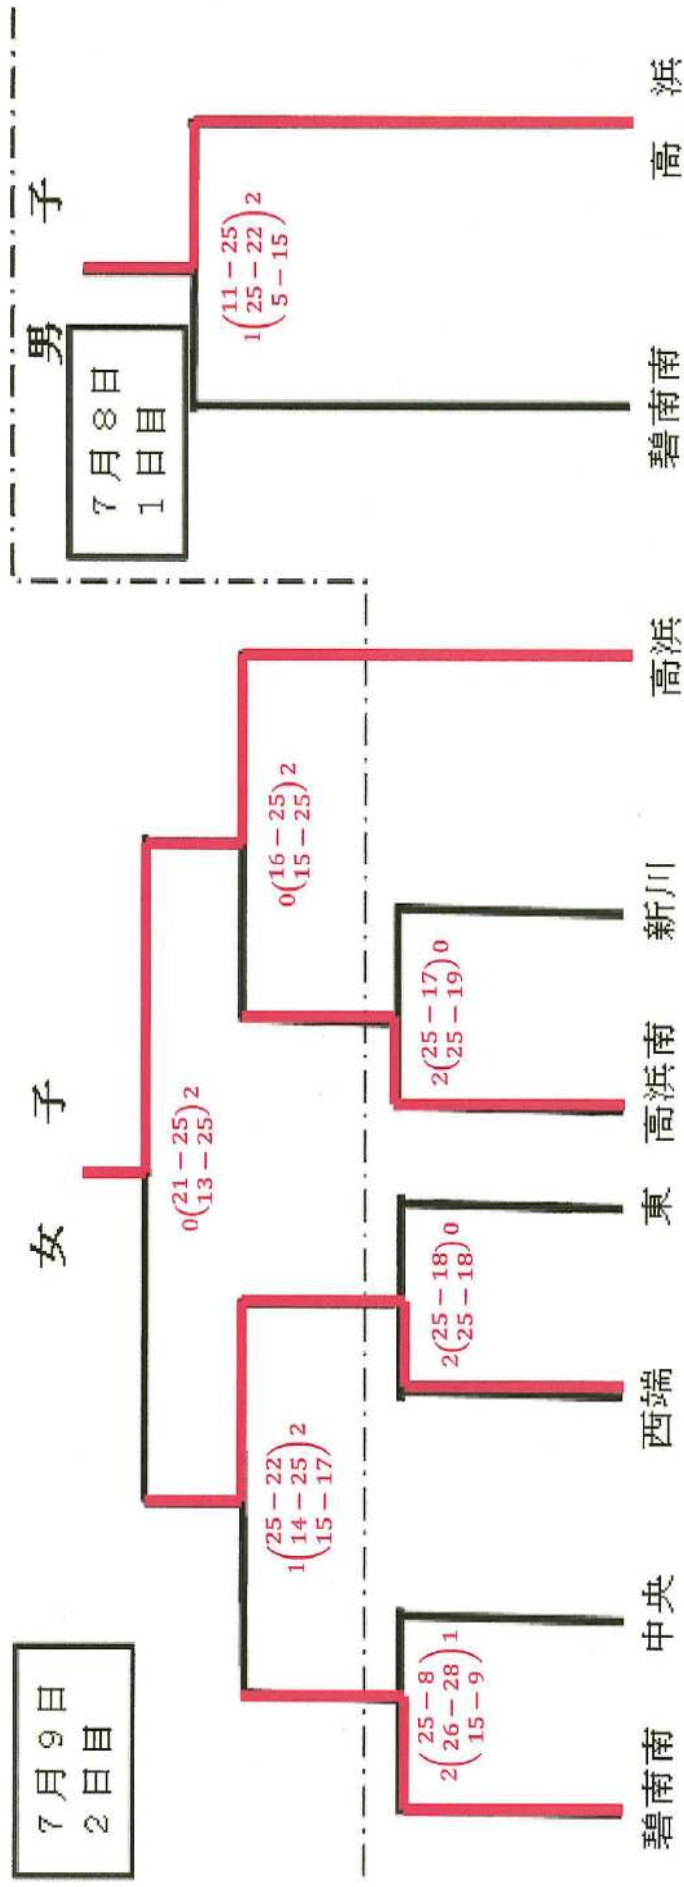 7月9日
2日目
女 子
0(21－25)2
13－25
1(25－22)2
14－25
15－17
0(16－25)2
15－25
2(25－8)1
26－28
15－9
2(25－18)0
25－18
2(25－17)0
25－19
碧南南
中央
西端
東
高浜南
新川
高浜
男 子
7月8日
1日目
1(11－25)2
25－22
5－15
碧南南
高 浜